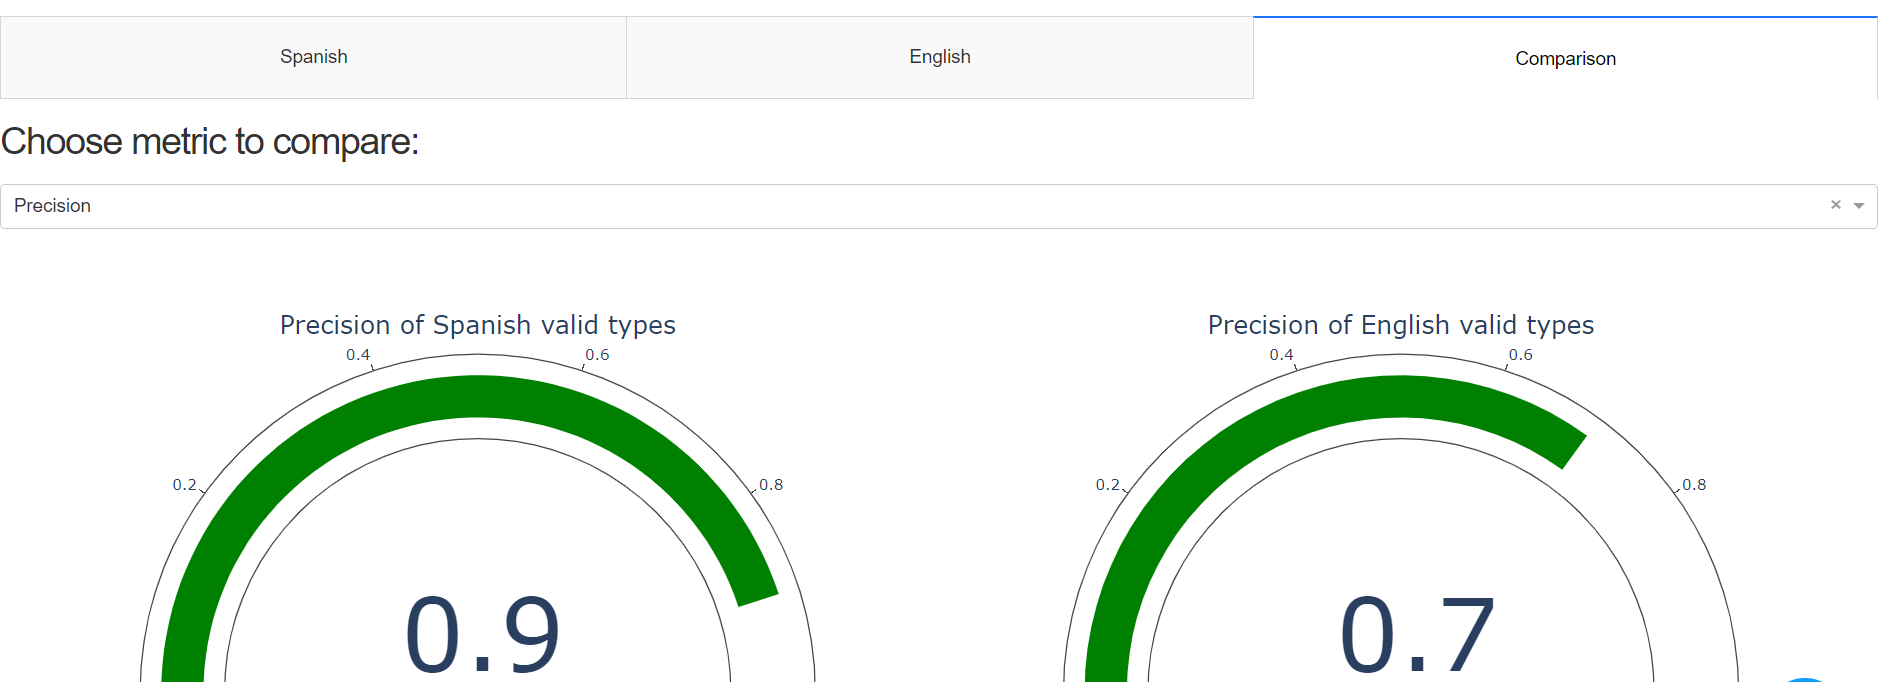 Spanish English Comparison
Choose metric to compare:
Precision × 
Precision of Spanish valid types
0.4 0.6
0.2 0.8
0.9
Precision of English valid types
0.4 0.6
0.2 0.8
0.7